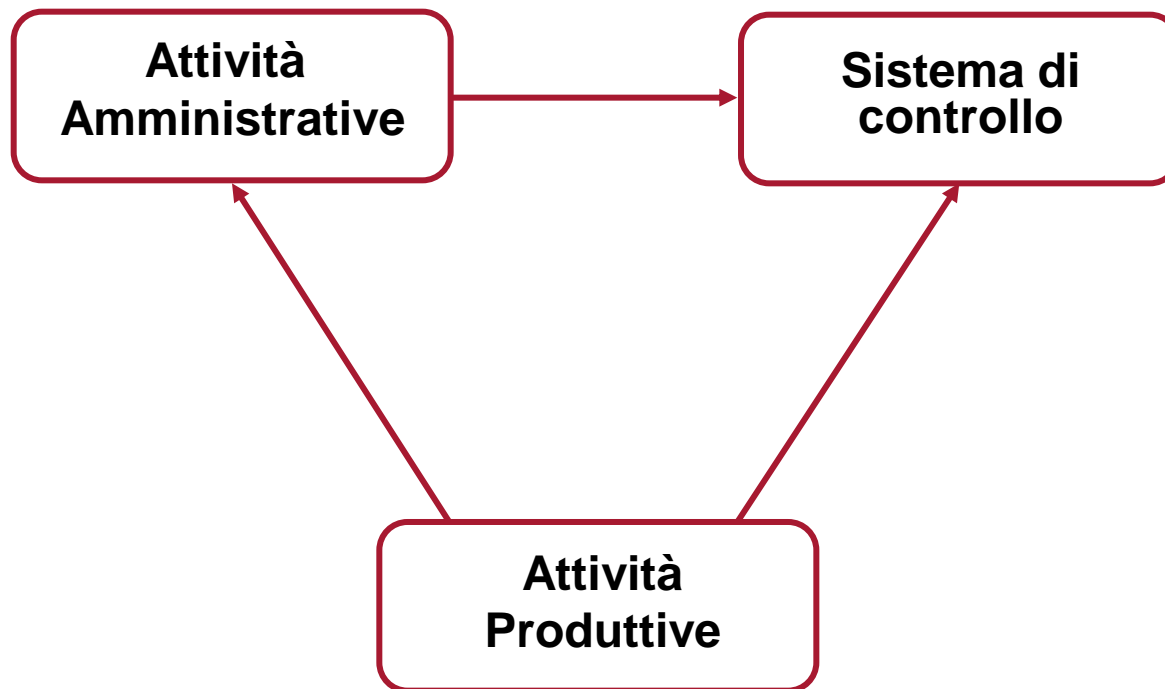 Attività
Amministrative
Sistema di
controllo
Attività
Produttive